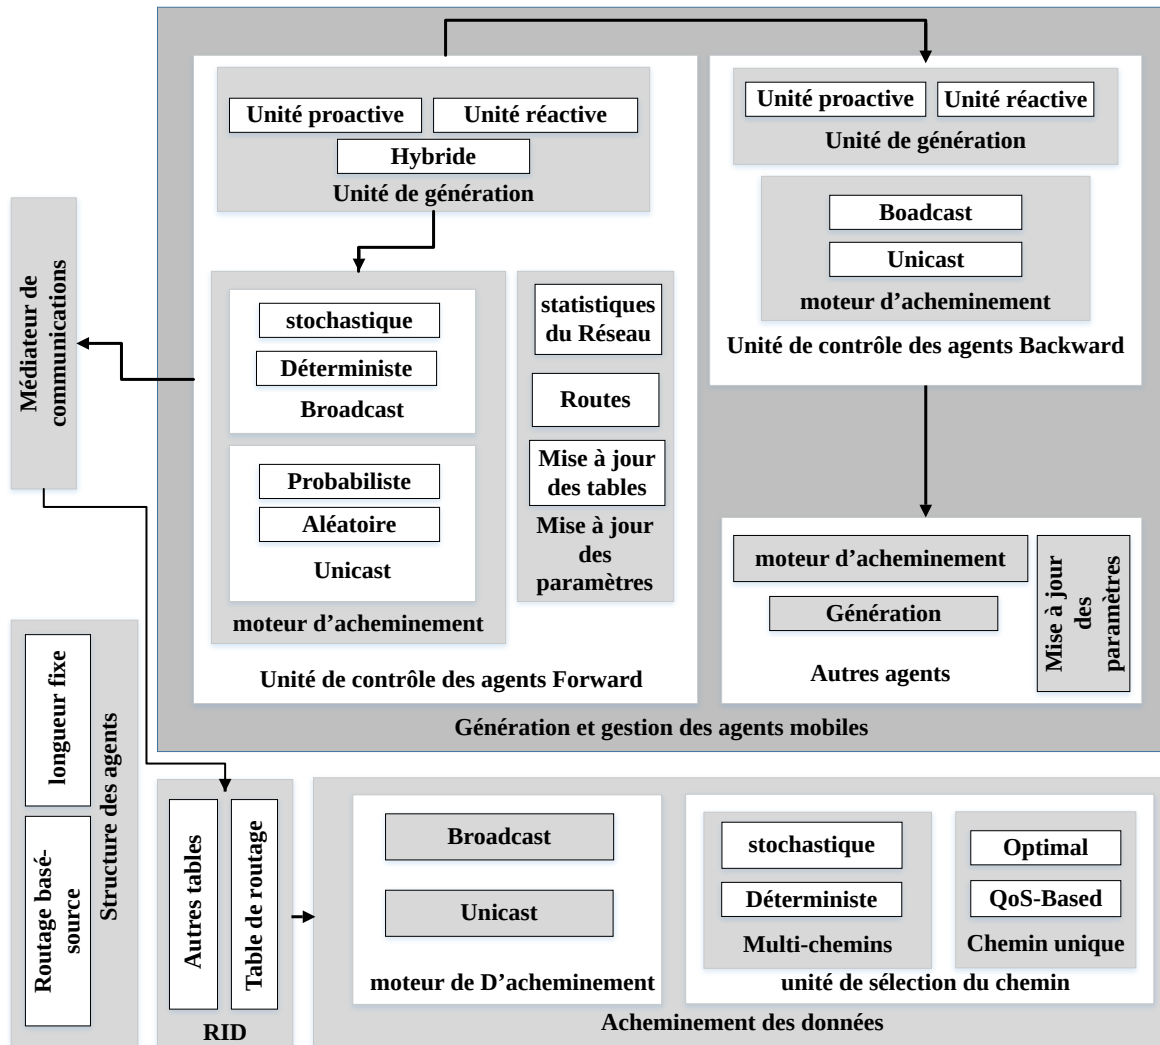 Unité proactive
Unité réactive
Hybride
Unité de génération
Unité proactive
Unité réactive
Unité de génération
Boadcast
Unicast
moteur d’acheminement
Unité de contrôle des agents Backward
Médiateur de
communications
stochastique
Déterministe
Broadcast
Probabiliste
Aléatoire
Unicast
moteur d’acheminement
statistiques
du Réseau
Routes
Mise à jour
des tables
Mise à jour
des
paramètres
Unité de contrôle des agents Forward
moteur d’acheminement
Génération
Autres agents
Mise à jour
des
paramètres
Génération et gestion des agents mobiles
longueur fixe
Routage basé-
source
Structure des agents
Autres tables
Table de routage
RID
Broadcast
Unicast
moteur de D’acheminement
stochastique
Déterministe
Multi-chemins
Optimal
QoS-Based
Chemin unique
unité de sélection du chemin
Acheminement des données